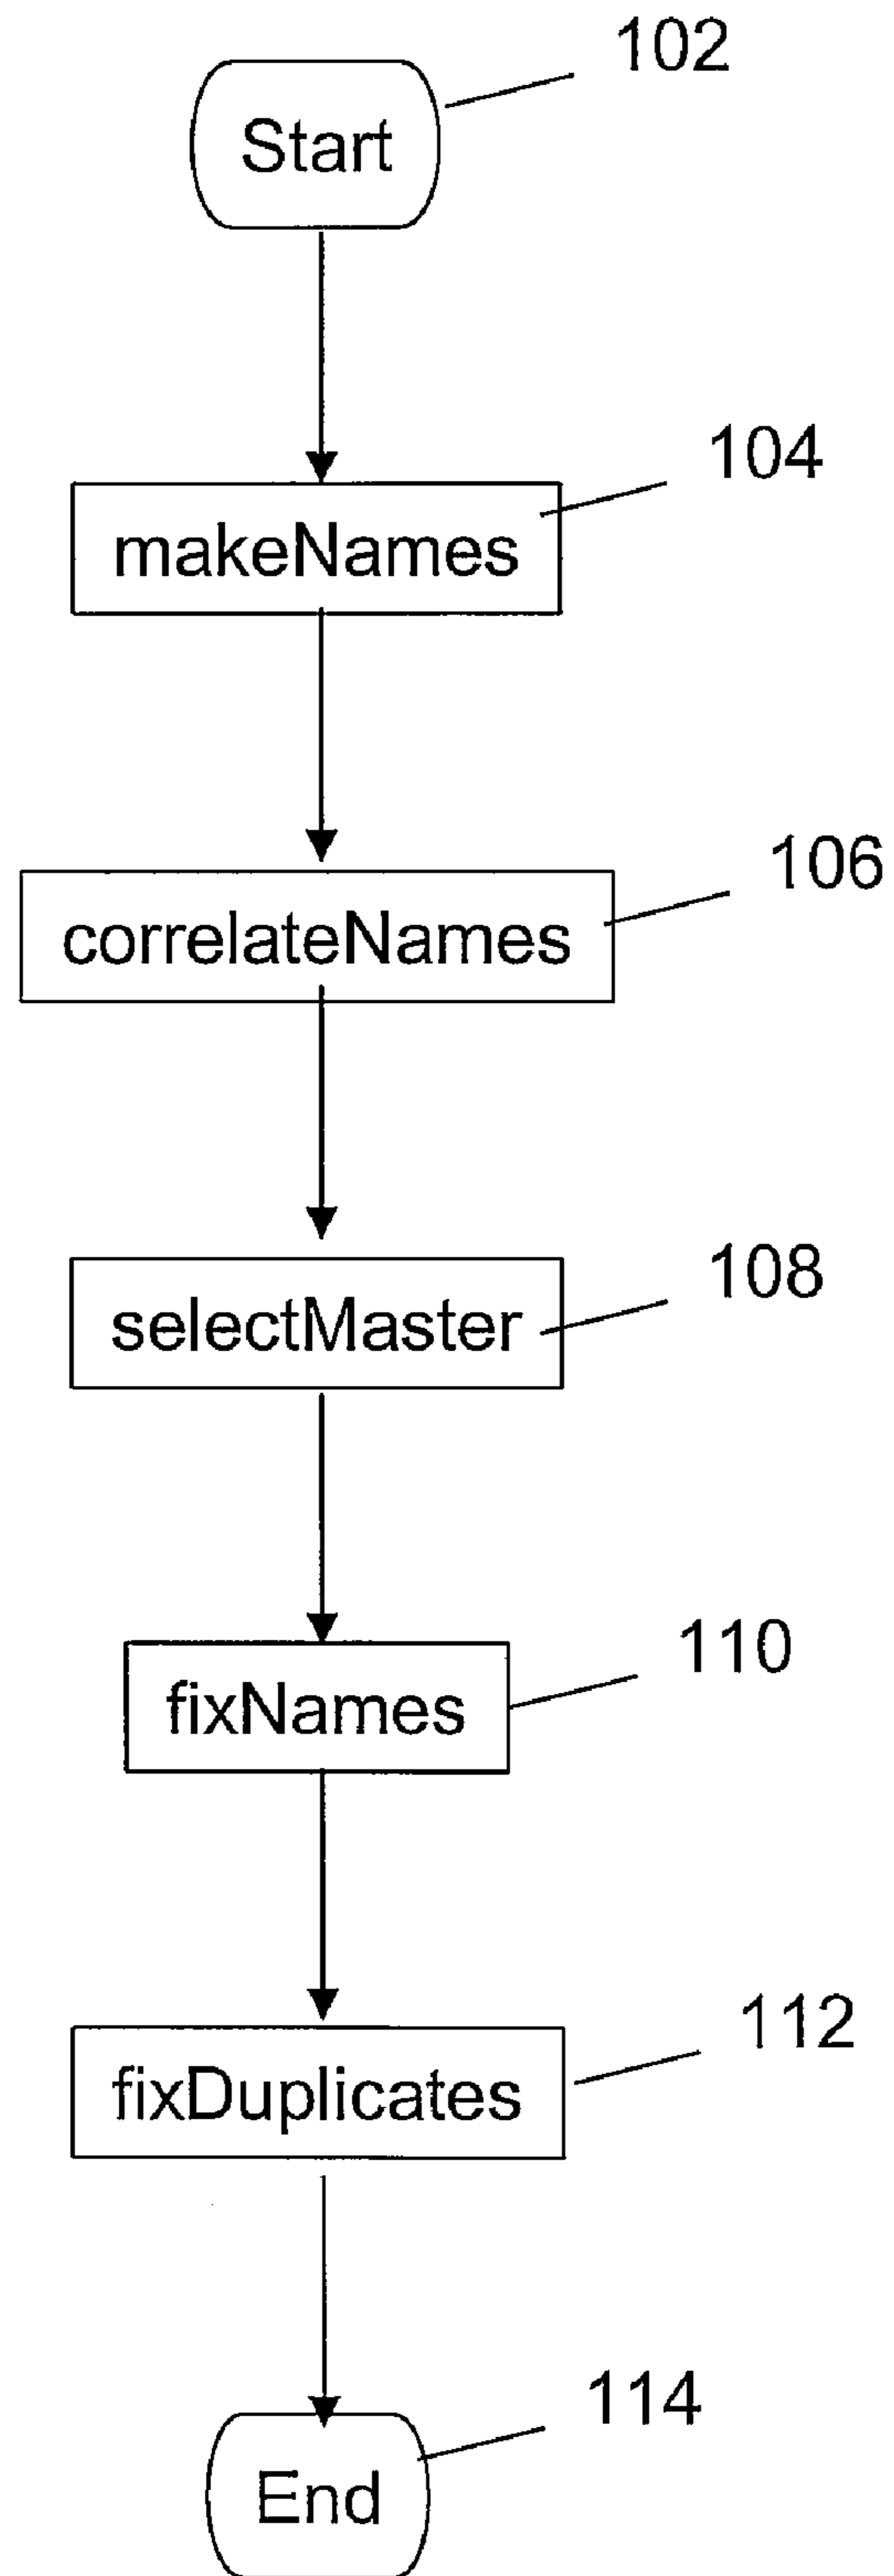 102
Start
104
makeNames
106
correlateNames
108
selectMaster
110
fixNames
112
fixDuplicates
114
End